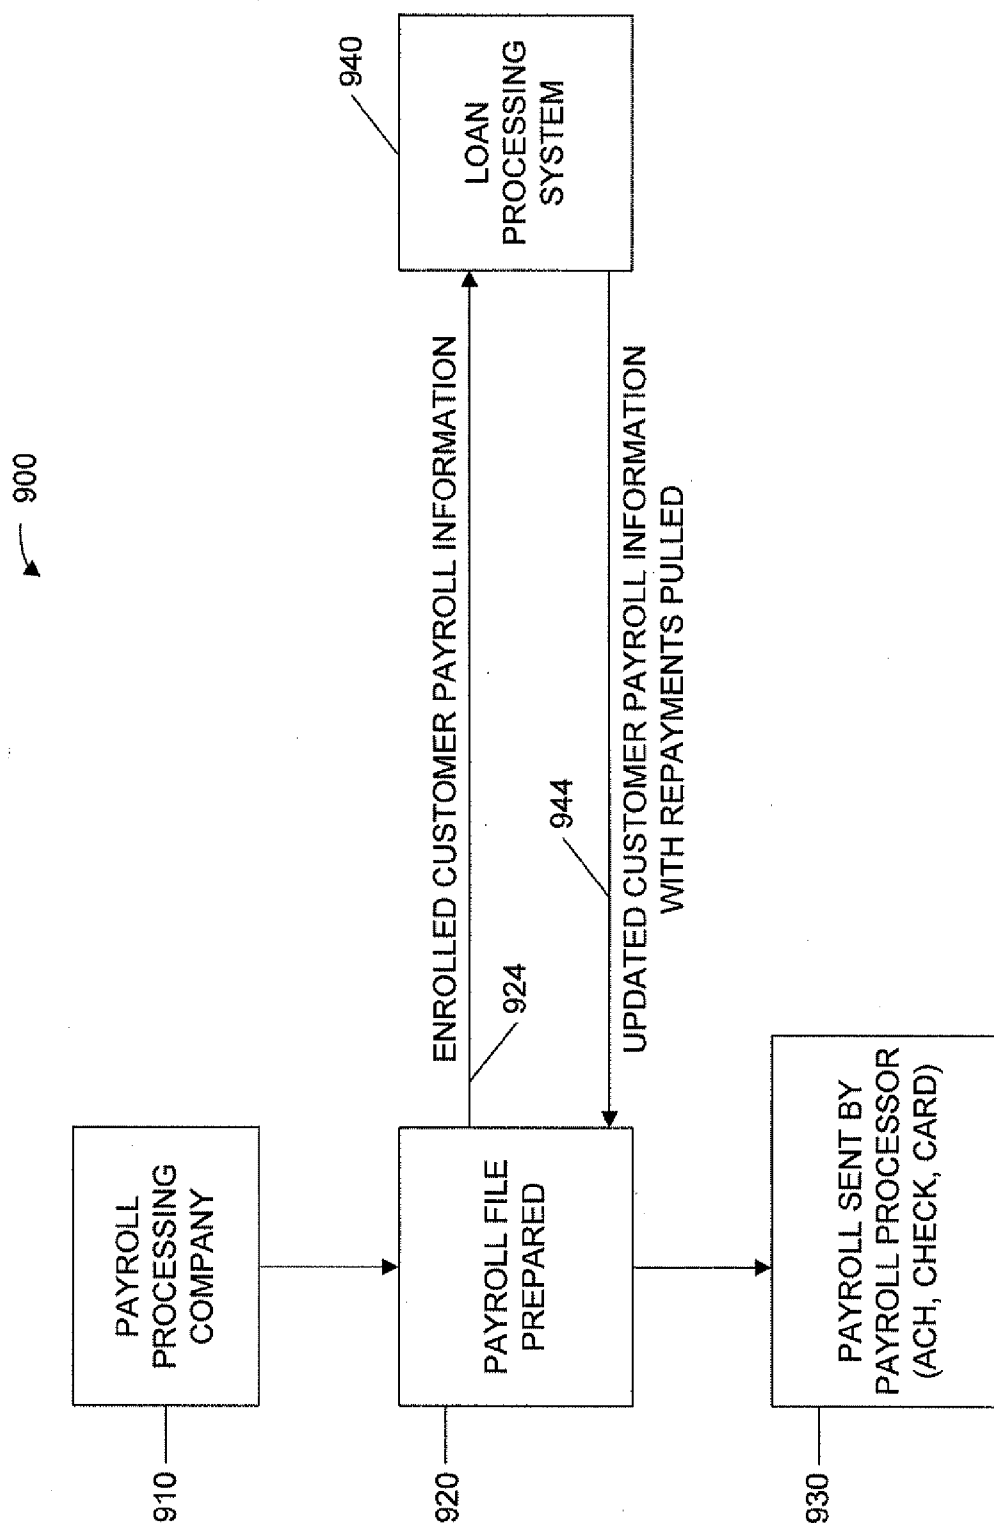 900
910
PAYROLL
PROCESSING
COMPANY
920
PAYROLL FILE
PREPARED
924
ENROLLED CUSTOMER PAYROLL INFORMATION
940
LOAN
PROCESSING
SYSTEM
944
UPDATED CUSTOMER PAYROLL INFORMATION
WITH REPAYMENTS PULLED
930
PAYROLL SENT BY
PAYROLL PROCESSOR
(ACH, CHECK, CARD)